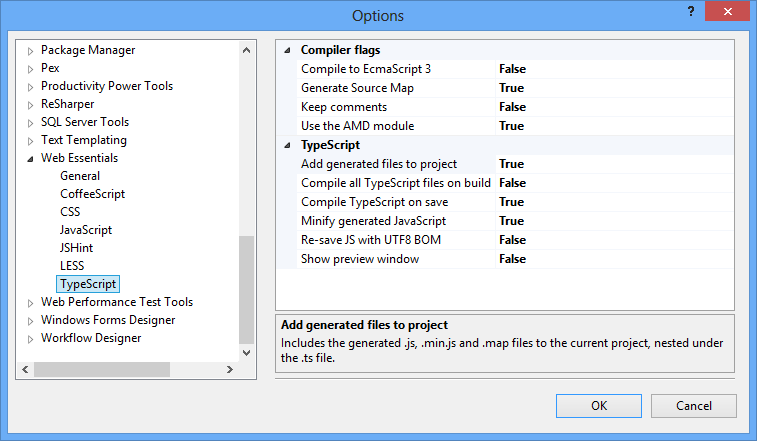 Options
?
Package Manager
Pex
Productivity Power Tools
ReSharper
SQL Server Tools
Text Templating
Web Essentials
General
CoffeeScript
CSS
JavaScript
JSHint
LESS
TypeScript
Web Performance Test Tools
Windows Forms Designer
Workflow Designer
Compiler flags
Compile to EcmaScript 3 False
Generate Source Map True
Keep comments False
Use the AMD module True
TypeScript
Add generated files to project True
Compile all TypeScript files on build False
Compile TypeScript on save True
Minify generated JavaScript True
Re-save JS with UTF8 BOM False
Show preview window False
Add generated files to project
Includes the generated .js, .min.js and .map files to the current project, nested under
the .ts file.
OK Cancel